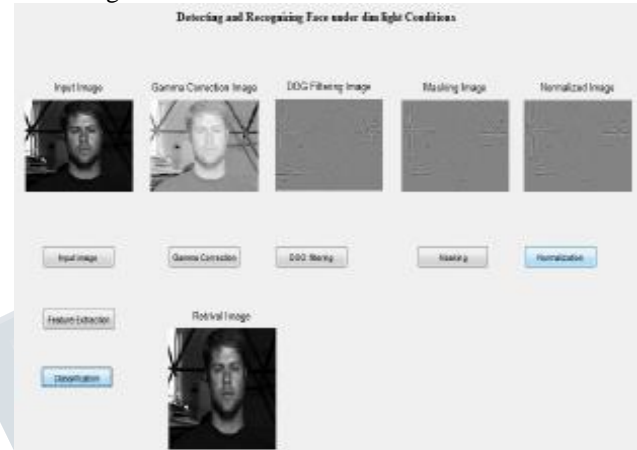 Detecting and Recognizing Face under dim light Conditions
Input Image
Gamma Correction Image
DOG Filtering Image
Masking Image
Normalized Image
Input image
Gamma Correction
DOG filtering
Masking
Normalization
Feature Extraction
Retrival Image
Classification